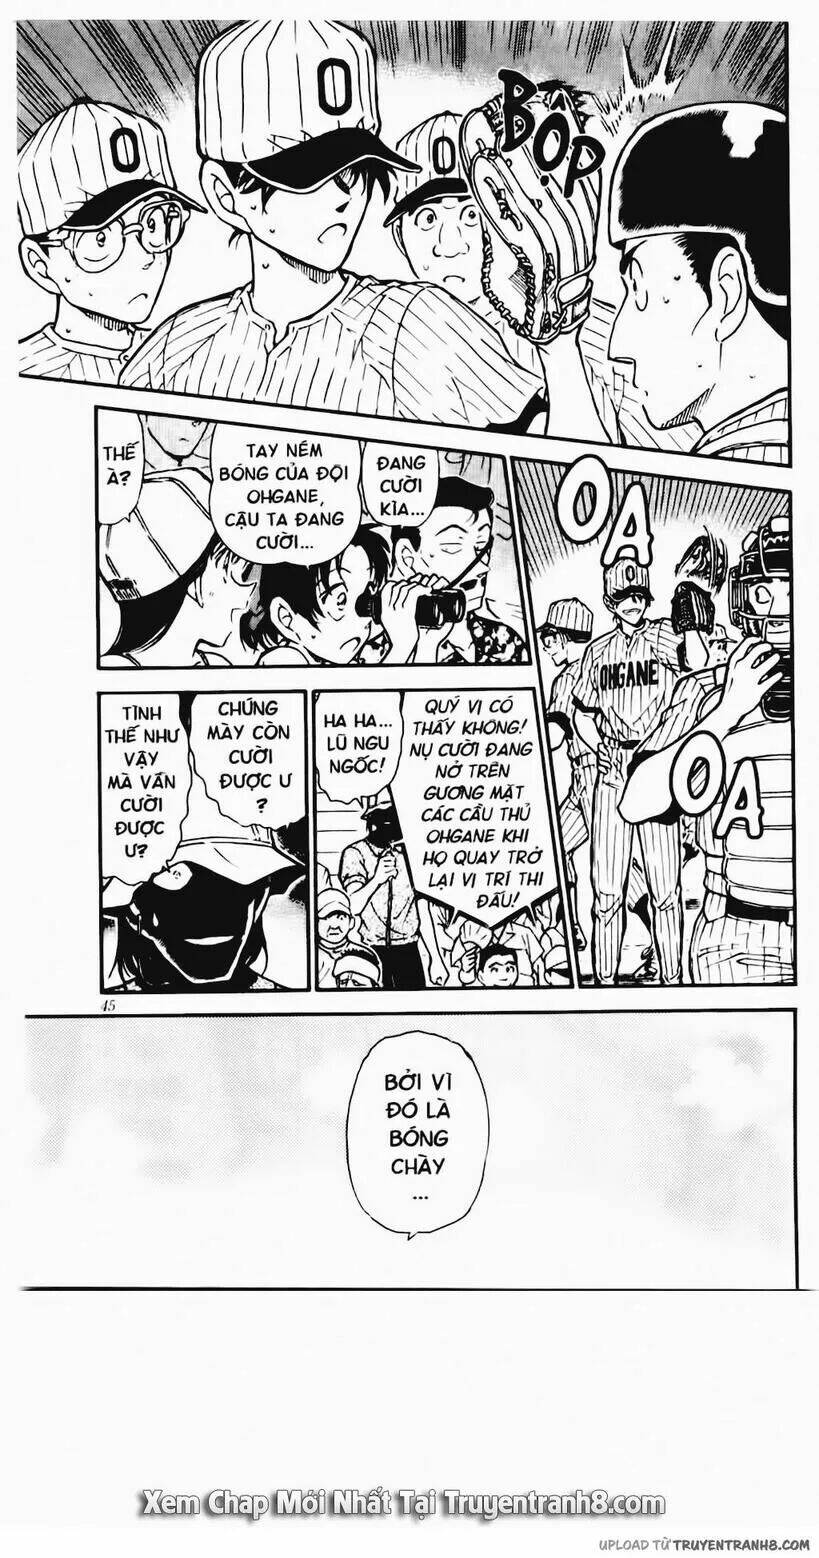 O
O
O
BỘP
ĐANG
CƯỜI
KÌA...
TAY NÉM
BÓNG CỦA ĐỘI
OHGANE,
CẬU TA ĐANG
CƯỜI...
THẾ
À?
OA
O
OHGANE
OA
QUÝ VỊ CÓ
THẤY KHÔNG!
NỤ CƯỜI ĐANG
NỞ TRÊN
GƯƠNG MẶT
CÁC CẦU THỦ
OHGANE KHI
HỌ QUAY TRỞ
LẠI VỊ TRÍ THI
ĐẤU!
HA HA...
LŨ NGU
NGỐC!
CHÚNG
MÀY CÒN
CƯỜI
ĐƯỢC Ư
?
TÌNH
THẾ NHƯ
VẬY
MÀ VẪN
CƯỜI
ĐƯỢC
Ư?
45
BỞI VÌ
ĐÓ LÀ
BÓNG
CHÀY
...
Xem Chap Mới Nhất Tại Truyentranh8.com
UPLOAD TỪ TRUYENTRANH8.COM